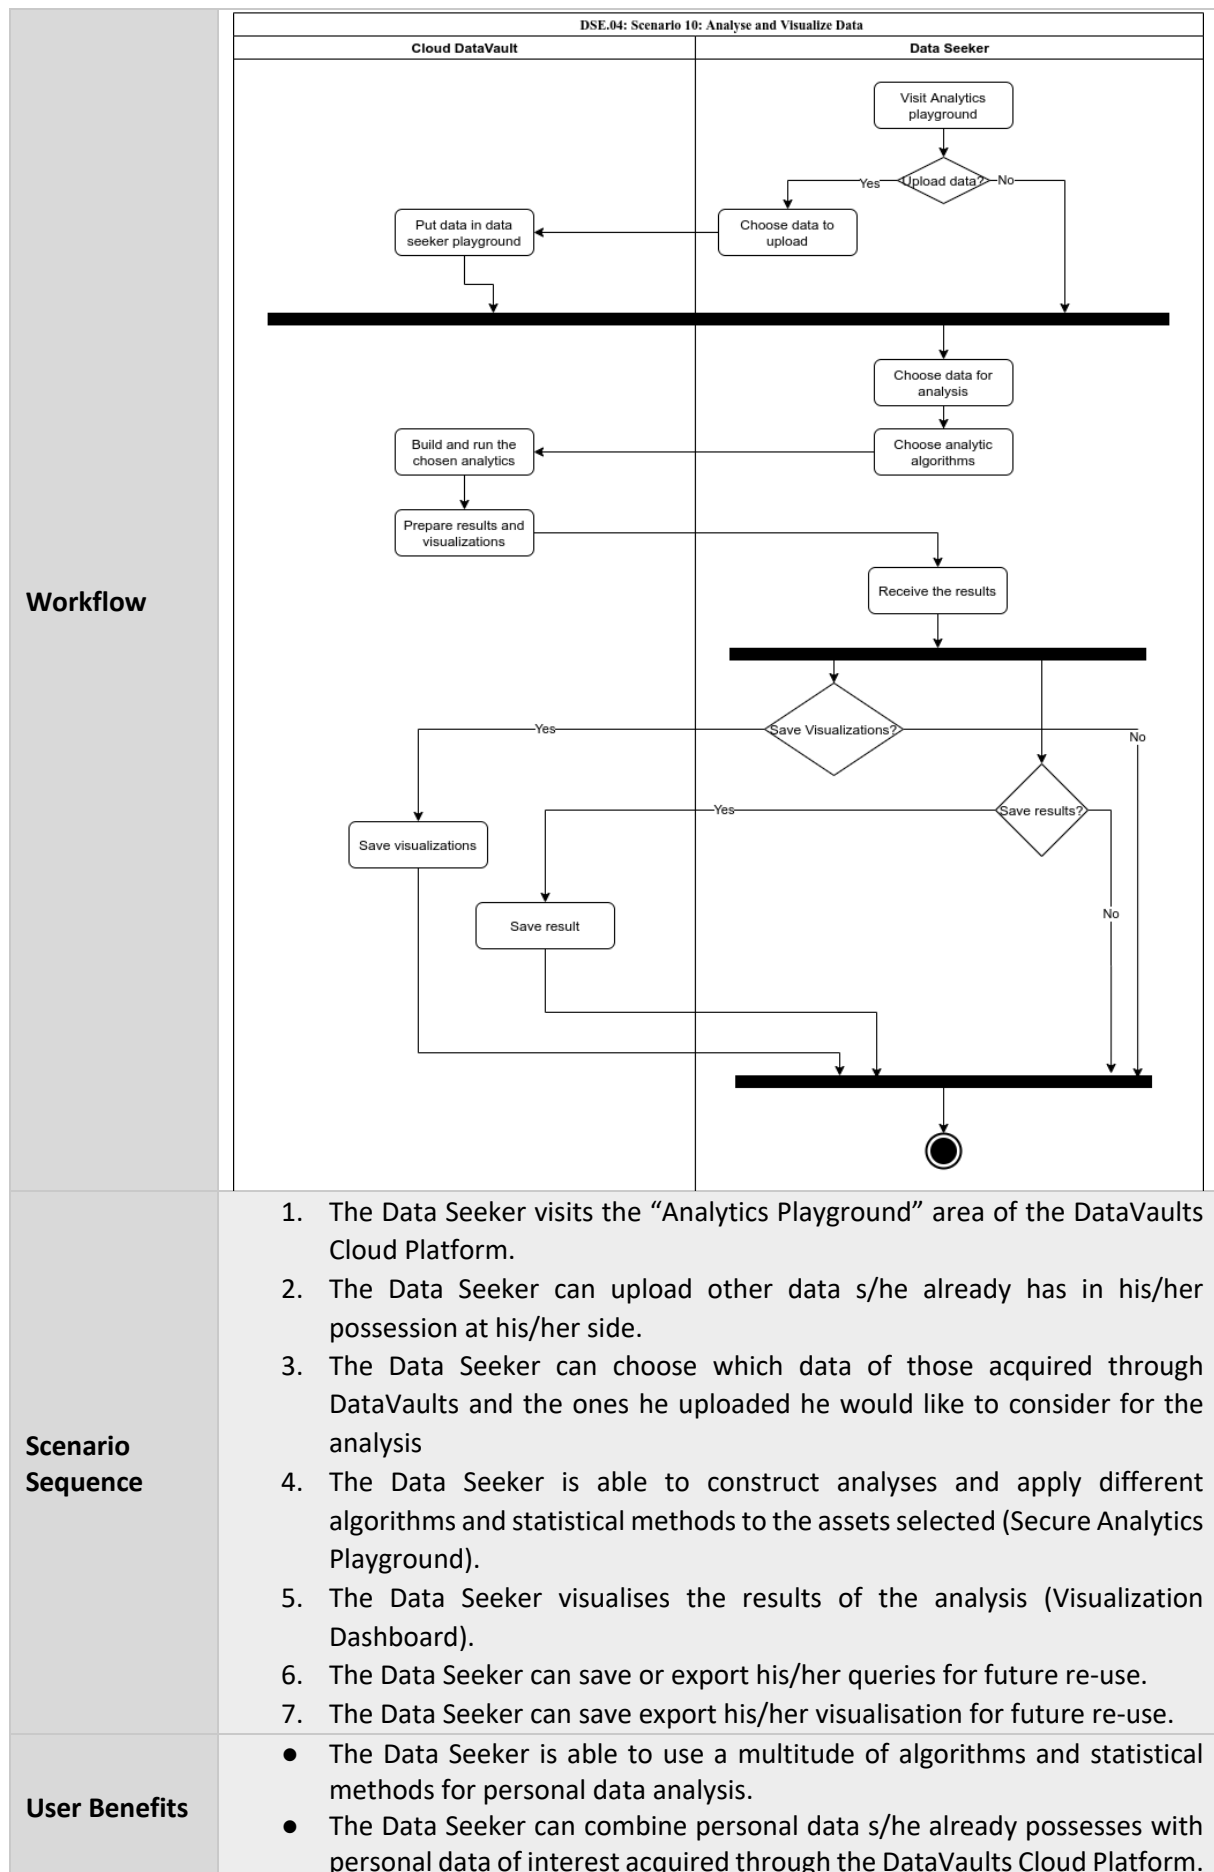 DSE.04: Scenario 10: Analyse and Visualize Data
Cloud DataVault
Data Seeker
Visit Analytics
playground
Upload data?
Yes
No
Choose data to
upload
Put data in data
seeker playground
Choose data for
analysis
Choose analytic
algorithms
Build and run the
chosen analytics
Prepare results and
visualizations
Receive the results
Workflow
Save Visualizations?
Yes
No
Save results?
Yes
No
Save visualizations
Save result
Scenario
Sequence
1. The Data Seeker visits the “Analytics Playground” area of the DataVaults
Cloud Platform.
2. The Data Seeker can upload other data s/he already has in his/her
possession at his/her side.
3. The Data Seeker can choose which data of those acquired through
DataVaults and the ones he uploaded he would like to consider for the
analysis
4. The Data Seeker is able to construct analyses and apply different
algorithms and statistical methods to the assets selected (Secure Analytics
Playground).
5. The Data Seeker visualises the results of the analysis (Visualization
Dashboard).
6. The Data Seeker can save or export his/her queries for future re-use.
7. The Data Seeker can save export his/her visualisation for future re-use.
User Benefits
● The Data Seeker is able to use a multitude of algorithms and statistical
methods for personal data analysis.
● The Data Seeker can combine personal data s/he already possesses with
personal data of interest acquired through the DataVaults Cloud Platform.